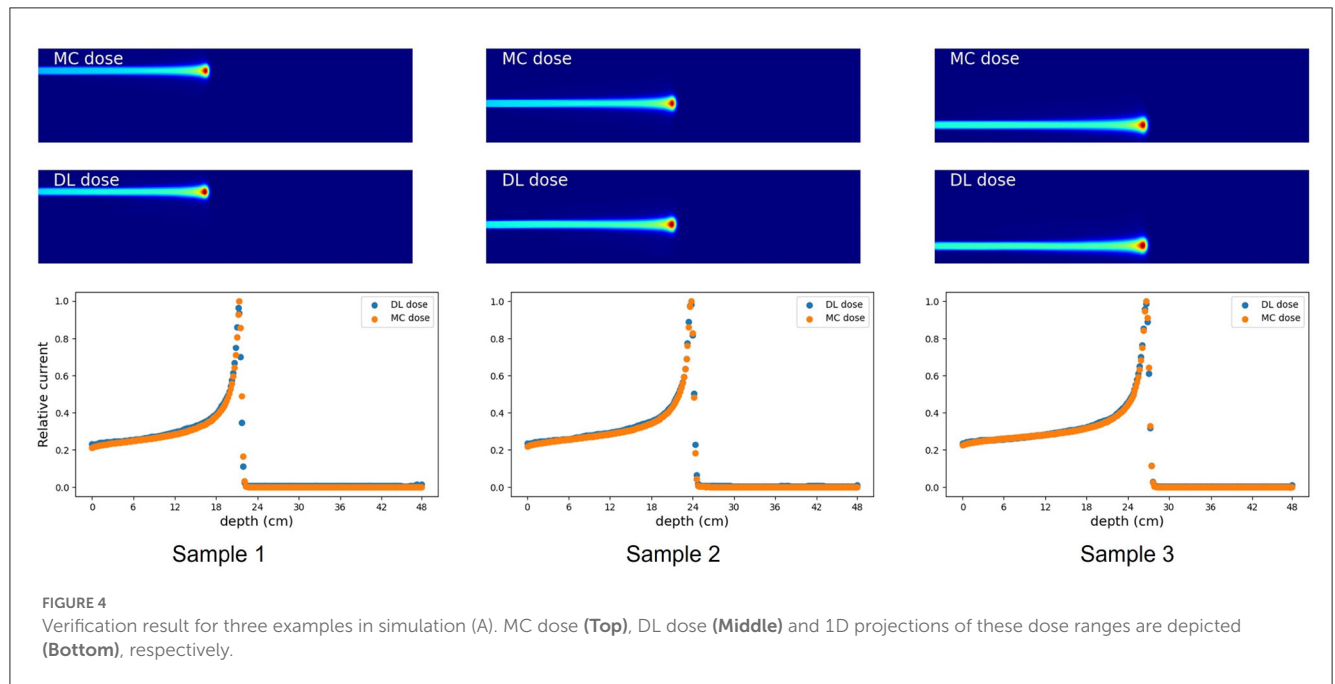 MC dose
MC dose
MC dose
DL dose
DL dose
DL dose
1.0
0.8
0.6
0.4
0.2
0.0
Relative current
DL dose
MC dose
0 6 12 18 24 30 36 42 48
depth (cm)
Sample 1
1.0
0.8
0.6
0.4
0.2
0.0
DL dose
MC dose
0 6 12 18 24 30 36 42 48
depth (cm)
Sample 2
1.0
0.8
0.6
0.4
0.2
0.0
DL dose
MC dose
0 6 12 18 24 30 36 42 48
depth (cm)
Sample 3
FIGURE 4
Verification result for three examples in simulation (A). MC dose (Top), DL dose (Middle) and 1D projections of these dose ranges are depicted
(Bottom), respectively.